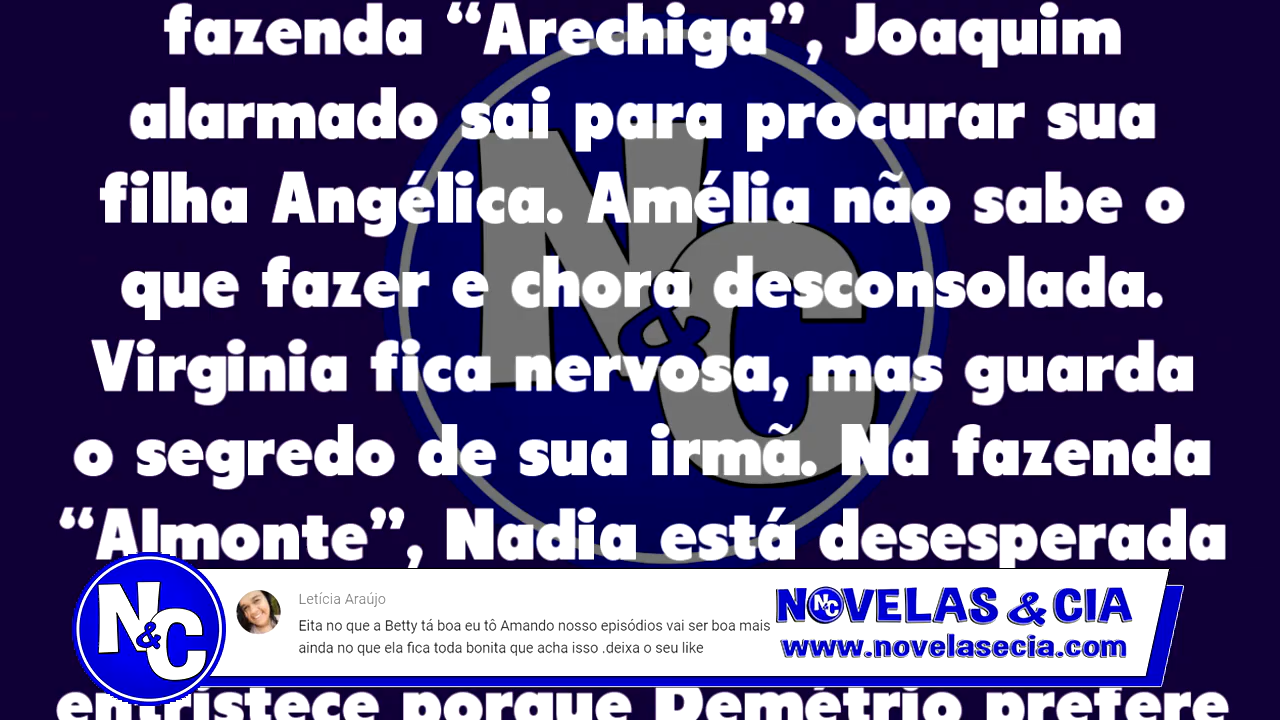 fazenda “Arechiga”, Joaquim
alarmado sai para procurar sua
filha Angélica. Amélia não sabe o
que fazer e chora desconsolada.
Virginia fica nervosa, mas guarda
o segredo de sua irmã. Na fazenda
“Almonte”, Nadia está desesperada
N&C
N&C
Letícia Araújo
Eita no que a Betty tá boa eu tô Amando nosso episódios vai ser boa mais
ainda no que ela fica toda bonita que acha isso .deixa o seu like
NOVELAS & CIA
www.novelasecia.com
entristece porque Demétrio prefere